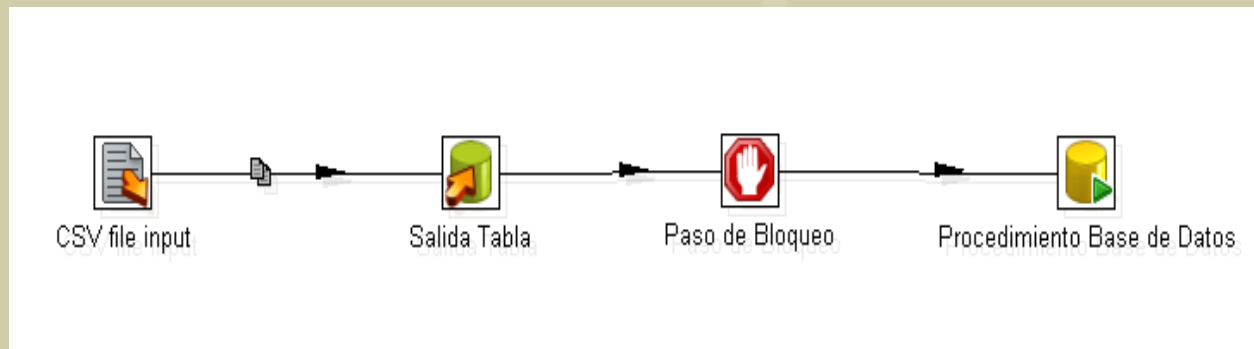 CSV file input
Salida Tabla
Paso de Bloqueo
Procedimiento Base de Datos